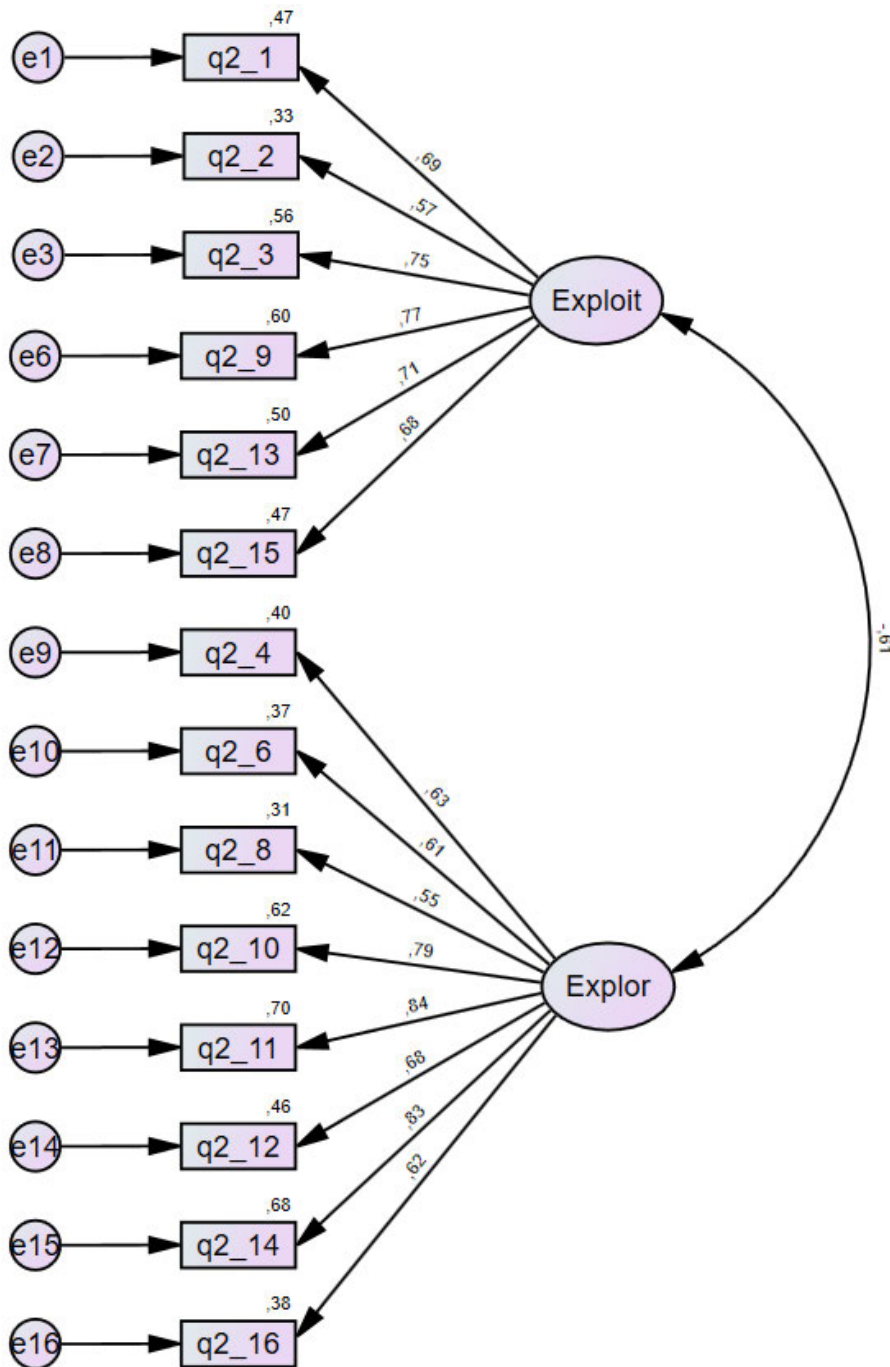 ,47
e1 q2_1
,69
,33
e2 q2_2
,57
,56
e3 q2_3
,75
Exploit
,60
e6 q2_9
,77
,50
e7 q2_13
,71
,47
e8 q2_15
,68
-,61
,40
e9 q2_4
,63
,37
e10 q2_6
,61
,31
e11 q2_8
,55
,62
e12 q2_10
,79
Explor
,70
e13 q2_11
,84
,46
e14 q2_12
,68
,68
e15 q2_14
,83
,38
e16 q2_16
,62